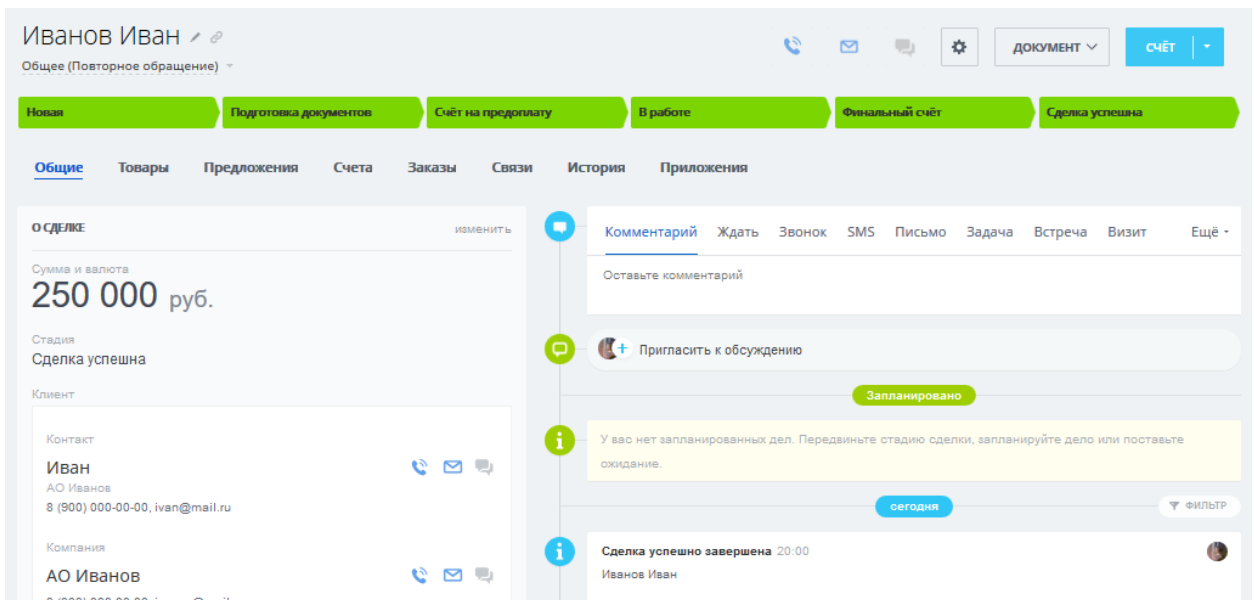 Иванов Иван
Общее (Повторное обращение)
ДОКУМЕНТ
СЧЁТ
Новая
Подготовка документов
Счёт на предоплату
В работе
Финальный счёт
Сделка успешна
Общие Товары Предложения Счета Заказы Связи История Приложения
О СДЕЛКЕ
изменить
Сумма и валюта
250 000 руб.
Стадия
Сделка успешна
Клиент
Контакт
Иван
АО Иванов
8 (900) 000-00-00, ivan@mail.ru
Компания
АО Иванов
Комментарий Ждать Звонок SMS Письмо Задача Встреча Визит Ещё
Оставьте комментарий
Пригласить к обсуждению
Запланировано
У вас нет запланированных дел. Передвиньте стадию сделки, запланируйте дело или поставьте
ожидание.
сегодня
ФИЛЬТР
Сделка успешно завершена 20:00
Иванов Иван